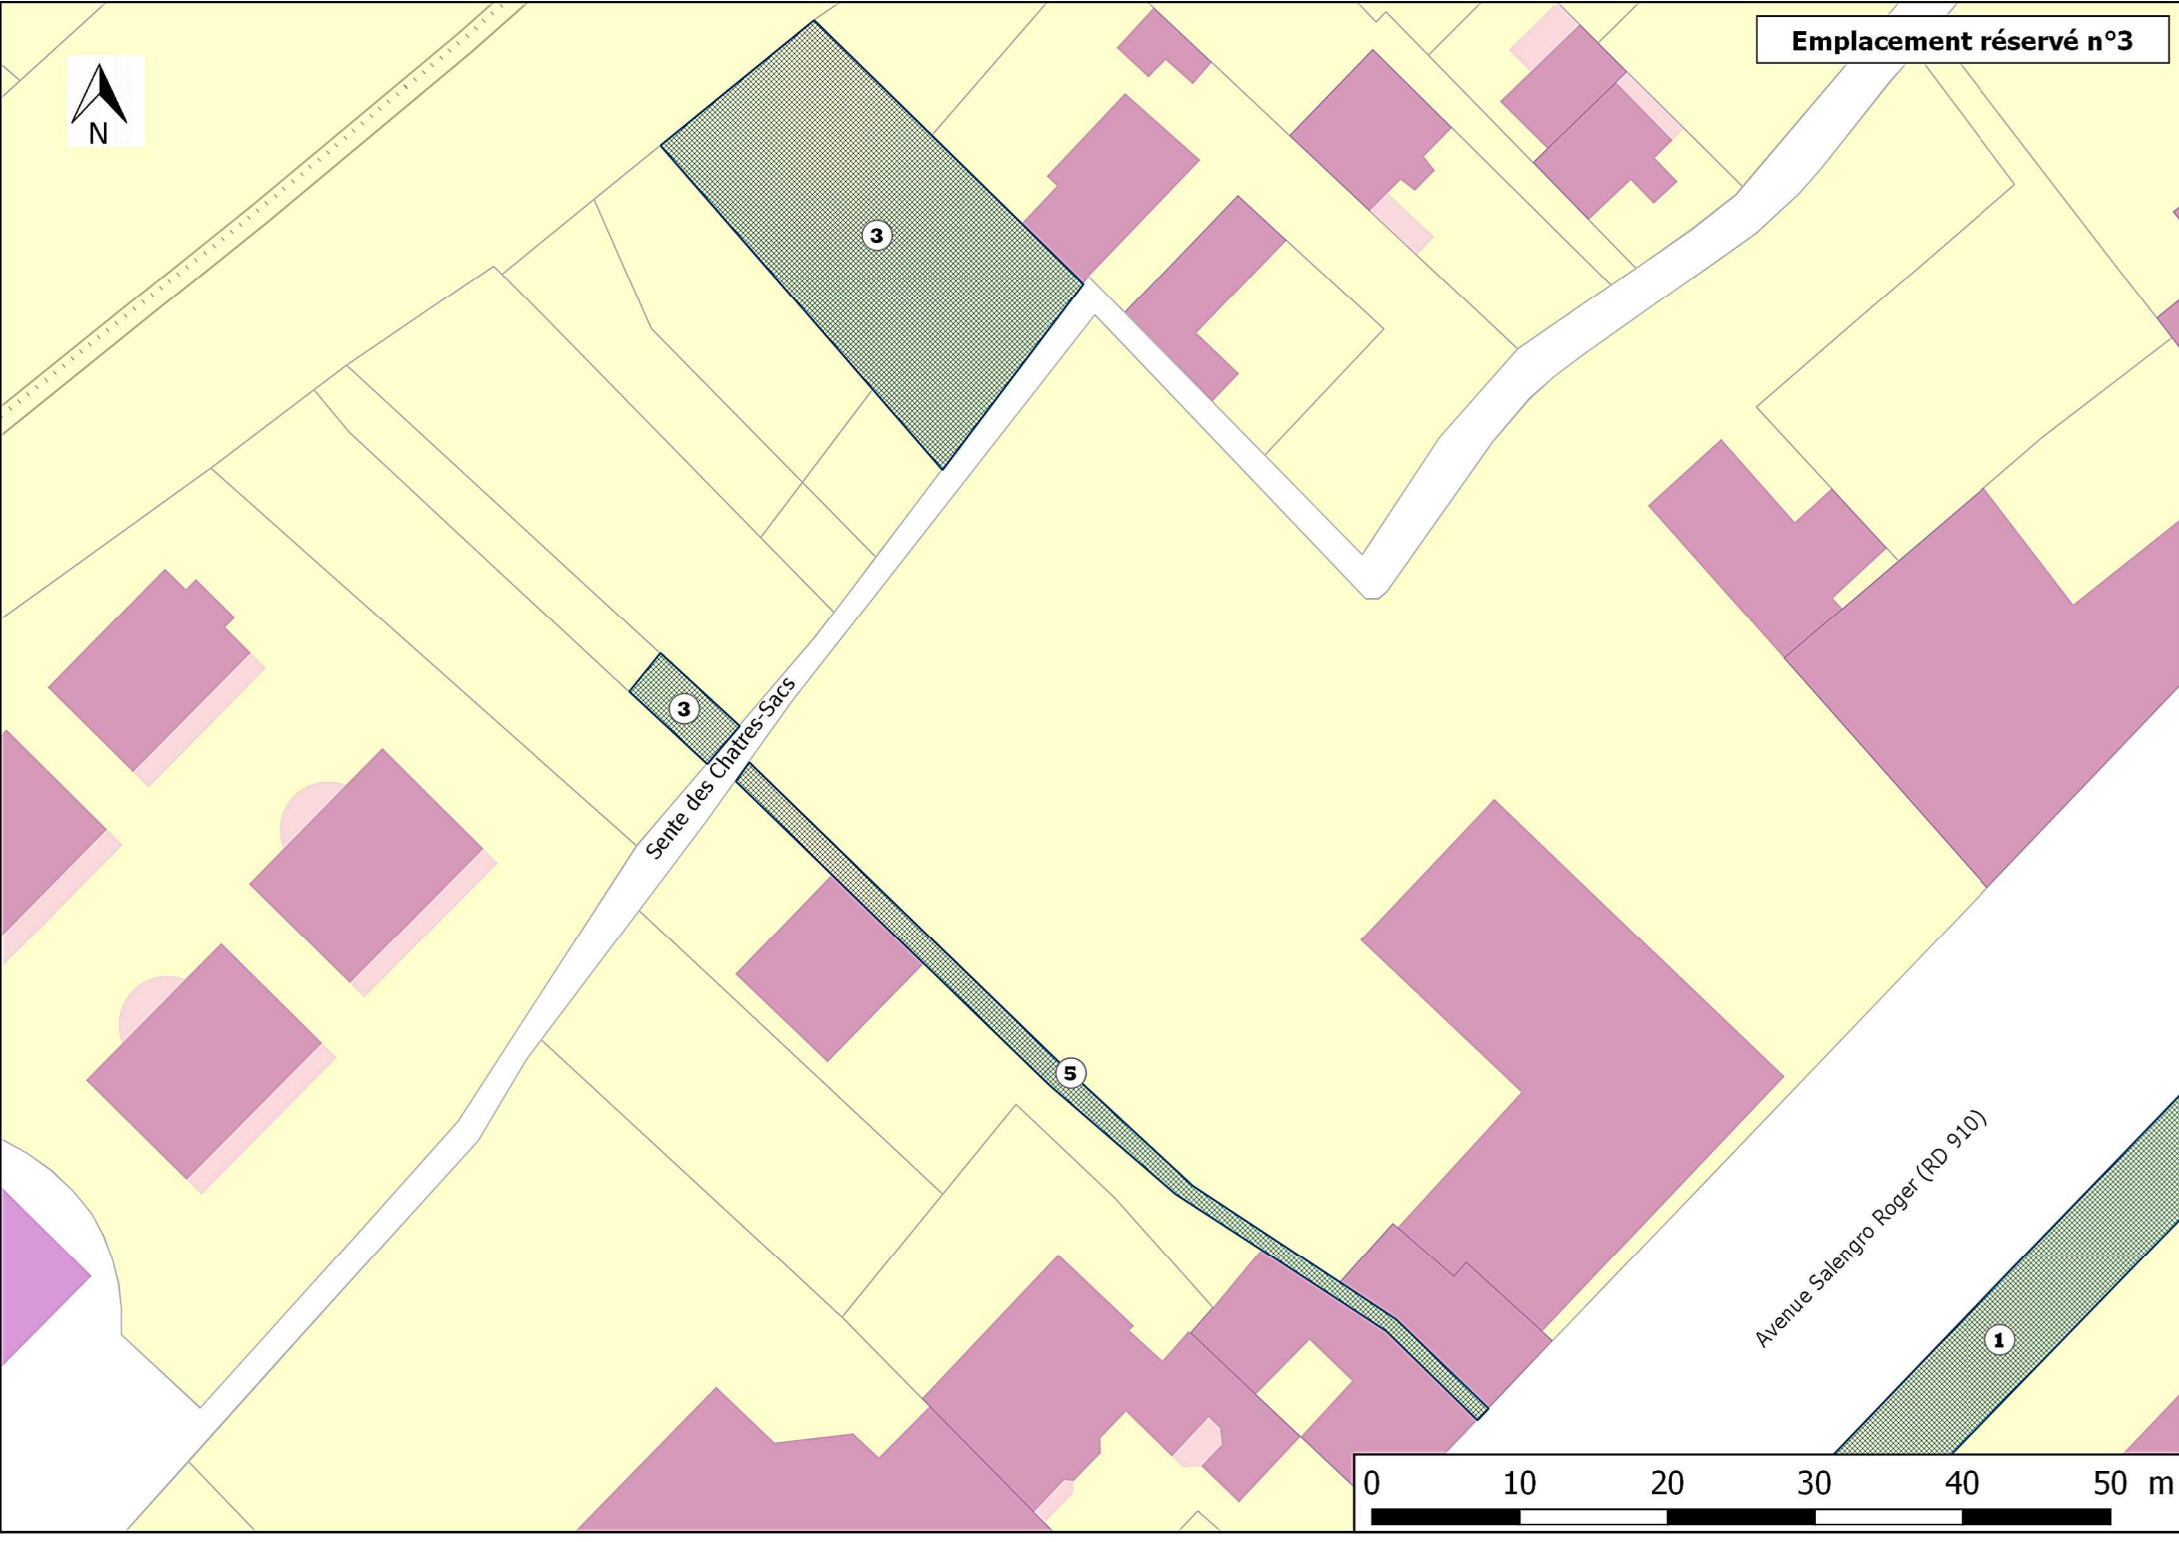 Emplacement réservé n°3
N
3
3
Sente des Chatres-Sacs
5
Avenue Salengro Roger (RD 910)
1
0 10 20 30 40 50 m